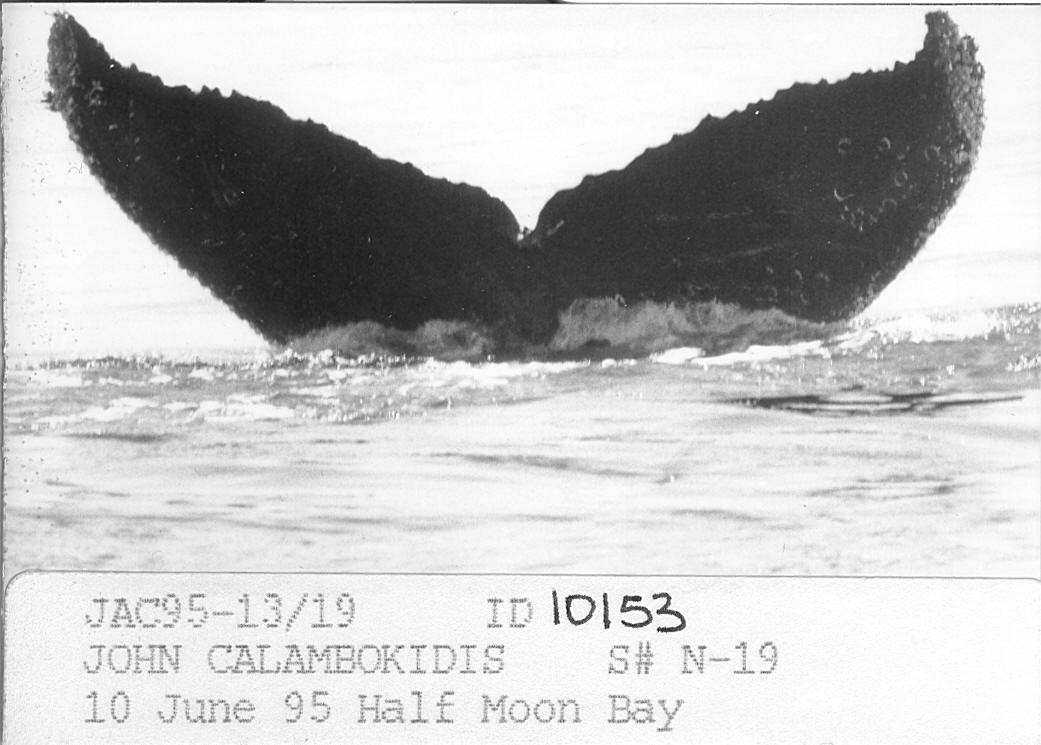 JAC95-13/19 ID 10153
JOHN CALAMBOKIDIS S# N-19
10 June 95 Half Moon Bay